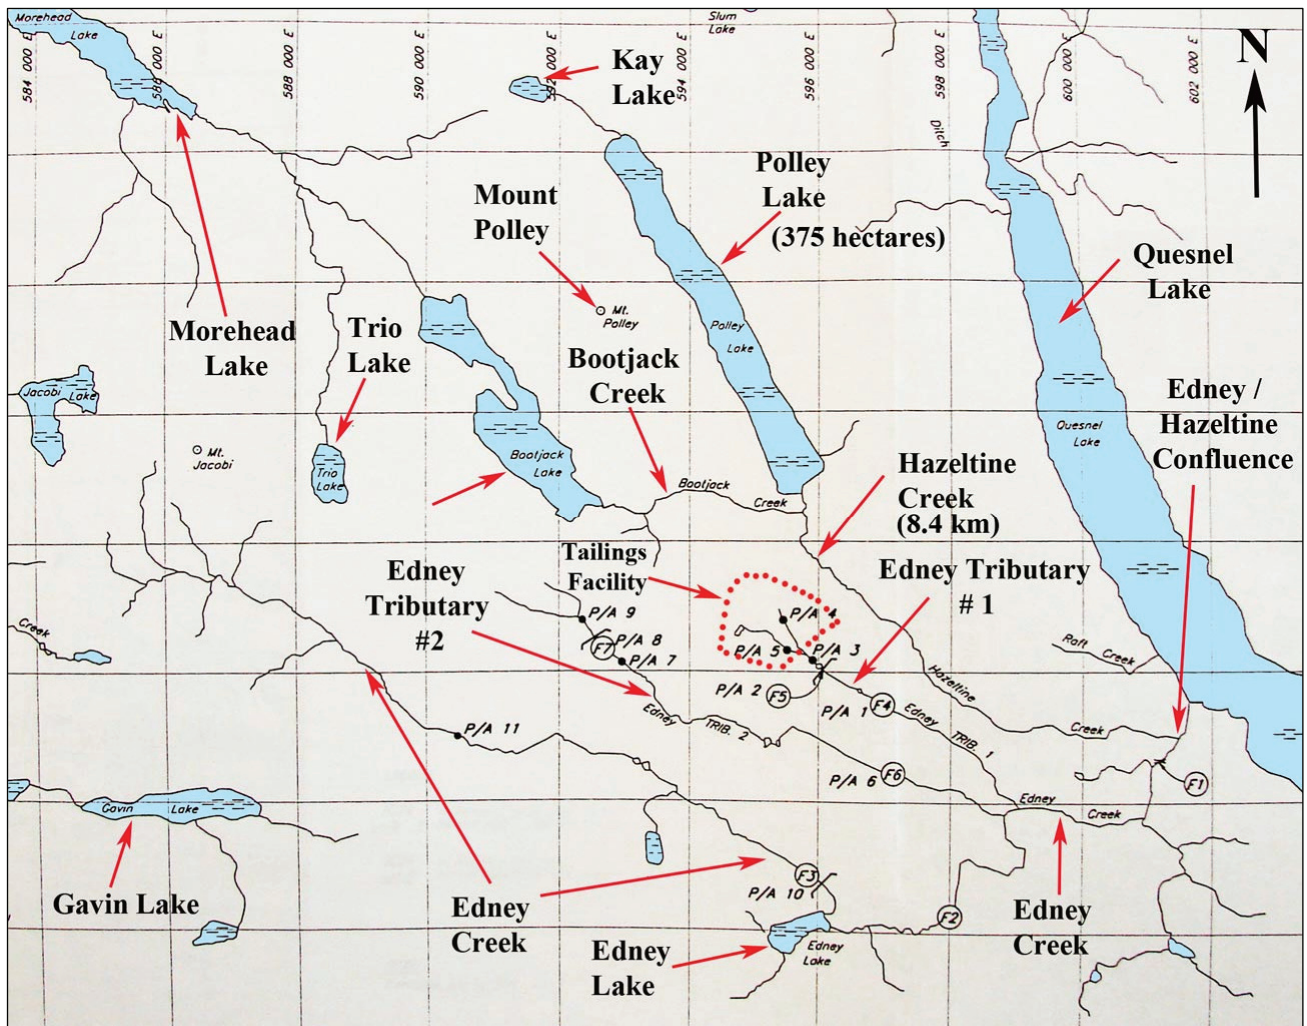 Morehead
Lake
584 000 E
586 000 E
588 000 E
590 000 E
592 000 E
594 000 E
596 000 E
598 000 E
600 000 E
602 000 E
Slum
Lake
N
Kay
Lake
Ditch
Polley
Lake
(375 hectares)
Mount
Polley
Quesnel
Lake
Mt.
Polley
Morehead
Lake
Trio
Lake
Polley
Lake
Bootjack
Creek
Edney /
Hazeltine
Confluence
Jacobi Lake
Quesnel
Lake
Mt.
Jacobi
Bootjack
Lake
Trio
Lake
Bootjack
Creek
Hazeltine
Creek
(8.4 km)
Tailings
Facility
Edney
Tributary
#2
Edney Tributary
# 1
P/A 9
P/A 4
Creek
P/A 8
F7
P/A 7
P/A 5
P/A 3
Raft
Creek
Hazeltine
Creek
P/A 2
F5
P/A 1
F4
Edney
TRIB. 1
Edney
TRIB. 2
P/A 11
P/A 6
F6
F1
Gavin
Lake
Edney
Creek
F3
P/A 10
Gavin Lake
Edney
Creek
F2
Edney
Creek
Edney
Lake
Edney
Lake